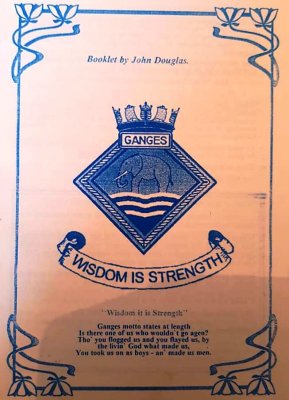 Booklet by John Douglas.
GANGES
WISDOM IS STRENGTH
"Wisdom it is Strength"
Ganges motto states at length
Is there one of us who wouldn't go agen?
Tho' you flogged us and you flayed us, by
the livin' God what made us,
You took us on as boys - an' made us men.